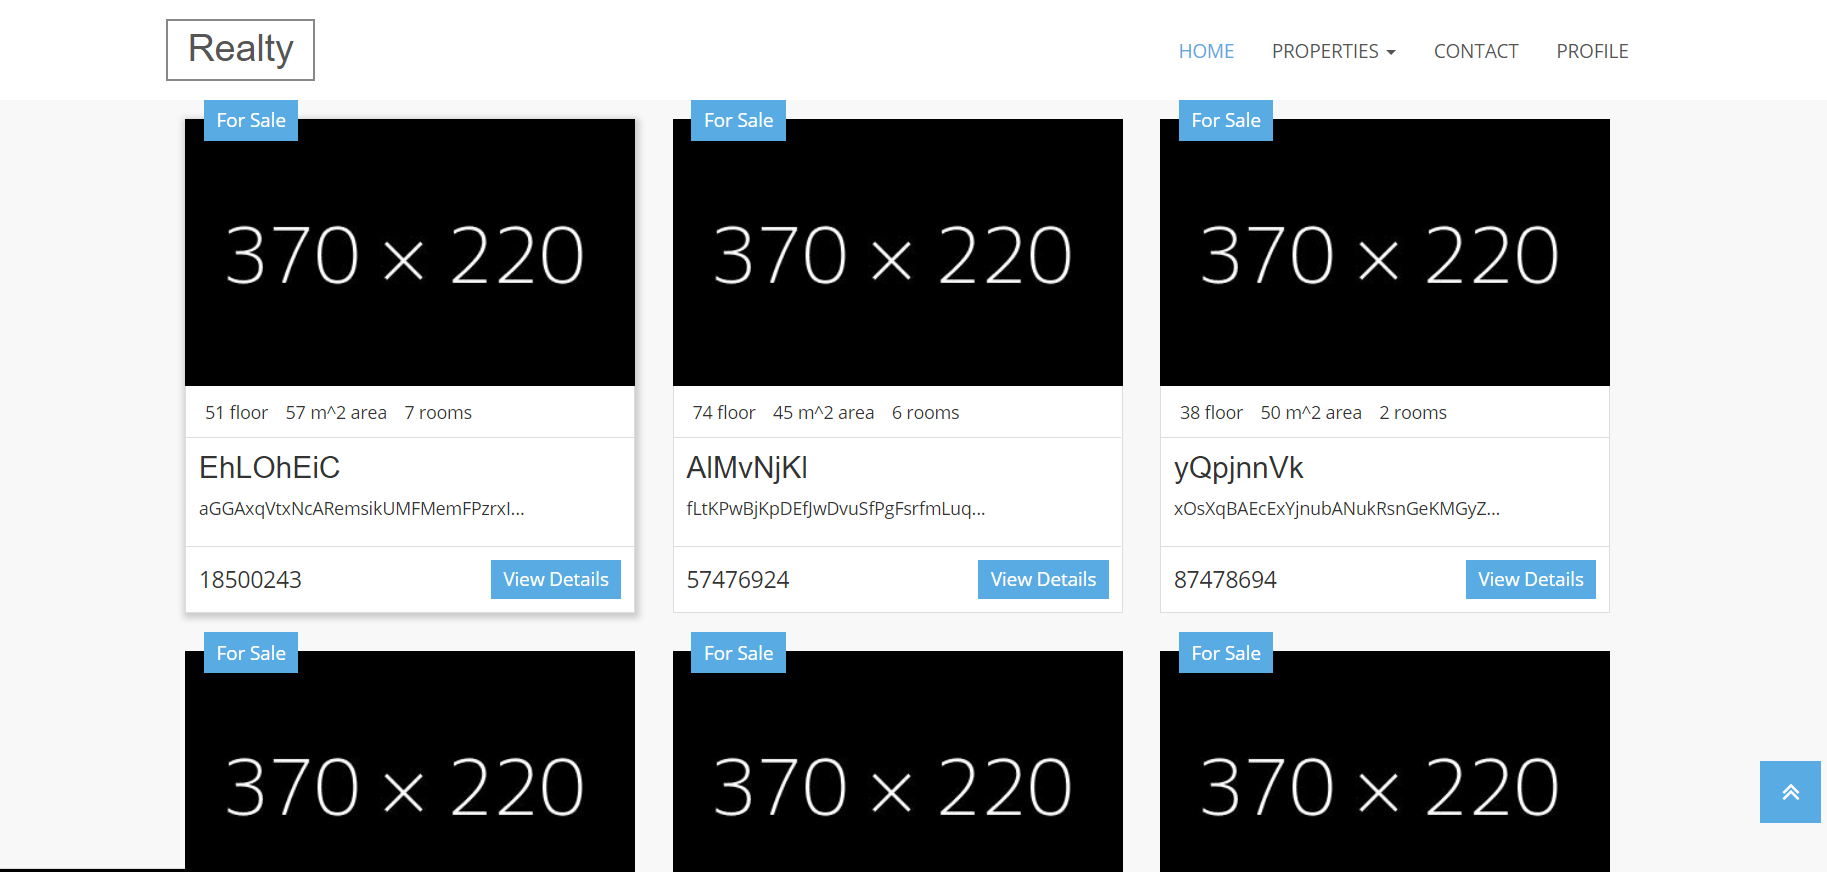 Realty
HOME PROPERTIES CONTACT PROFILE
For Sale For Sale For Sale
370 × 220 370 × 220 370 × 220
51 floor 57 m^2 area 7 rooms 74 floor 45 m^2 area 6 rooms 38 floor 50 m^2 area 2 rooms
EhLOhEiC AlMvNjKl yQpjnnVk
aGGAxqVtxNcARemsikUMFMemFPzrxI... fLtKPwBjKpDEfJwDvuSfPgFsrfmLuq... xOsXqBAEcExYjnubANukRsnGeKMGyZ...
18500243 View Details 57476924 View Details 87478694 View Details
For Sale For Sale For Sale
370 × 220 370 × 220 370 × 220